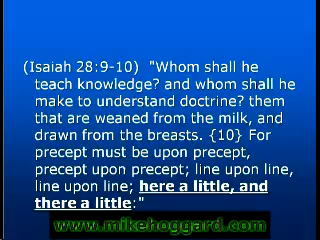 (Isaiah 28:9-10)  "Whom shall he
teach knowledge? and whom shall he
make to understand doctrine? them
that are weaned from the milk, and
drawn from the breasts. {10} For
precept must be upon precept,
precept upon precept; line upon line,
line upon line; here a little, and
there a little:"
www.mikehoggard.com